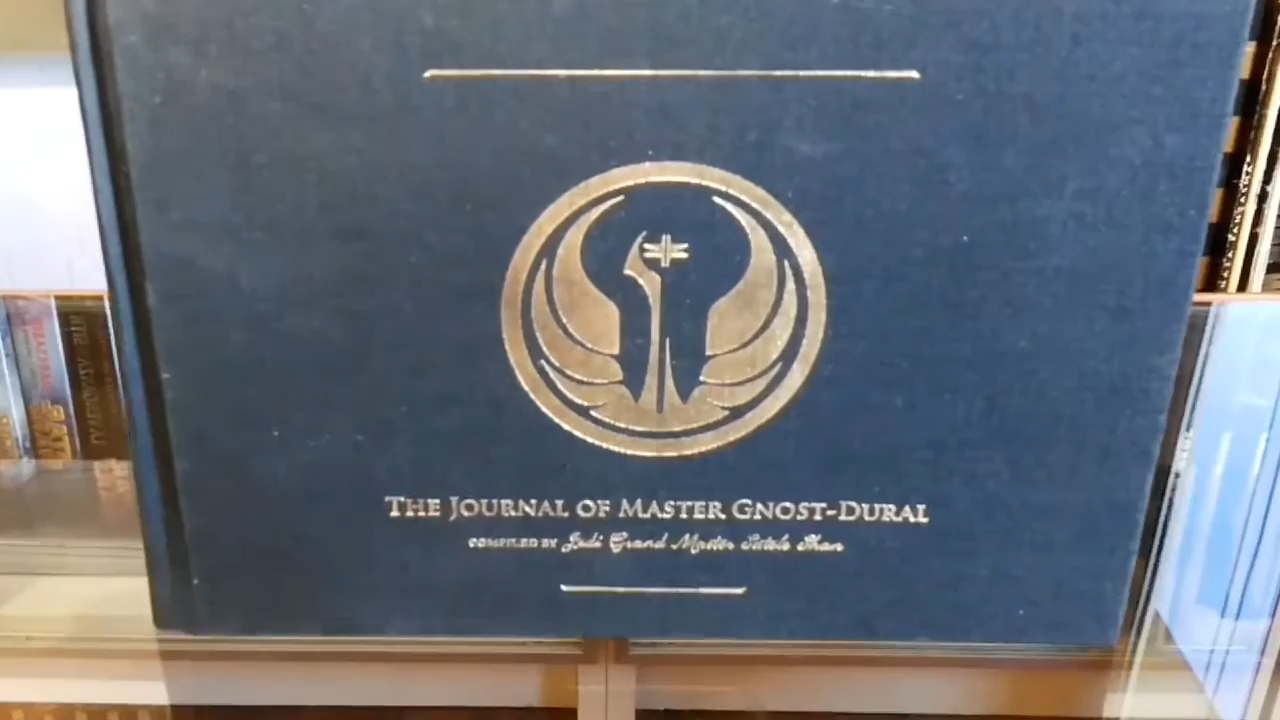 THE JOURNAL OF MASTER GNOST-DURAL
COMPILED BY Jedi Grand Master Satele Shan